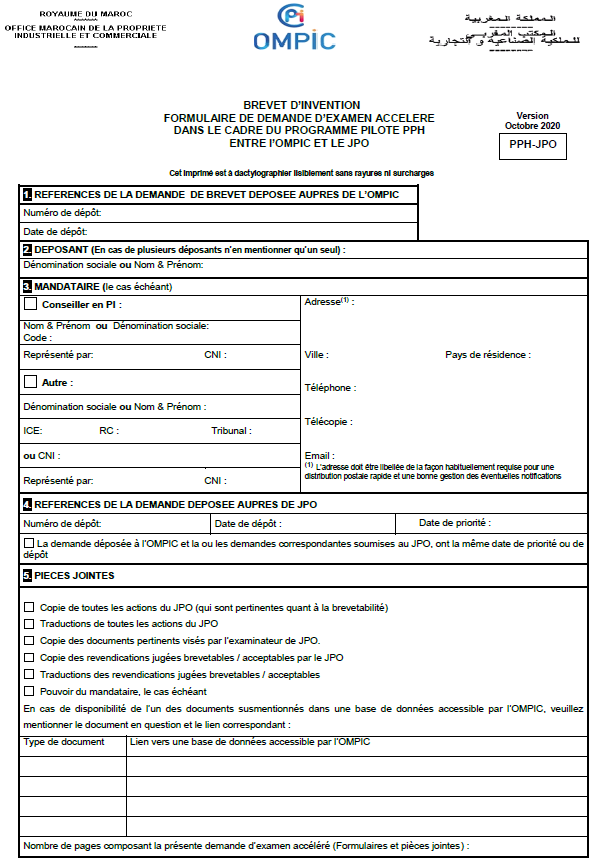 ROYAUME DU MAROC
OFFICE MAROCAIN DE LA PROPRIETE
INDUSTRIELLE ET COMMERCIALE
OMPIC
المملكة المغربية
المكتب المغربي
للملكية الصناعية و التجارية
BREVET D'INVENTION
FORMULAIRE DE DEMANDE D'EXAMEN ACCELERE
DANS LE CADRE DU PROGRAMME PILOTE PPH
ENTRE l'OMPIC ET LE JPO
Version
Octobre 2020
PPH-JPO
Cet imprimé est à dactylographier lisiblement sans rayures ni surcharges
1. REFERENCES DE LA DEMANDE DE BREVET DEPOSEE AUPRES DE L'OMPIC
Numéro de dépôt:
Date de dépôt:
2. DEPOSANT (En cas de plusieurs déposants n'en mentionner qu'un seul) :
Dénomination sociale ou Nom & Prénom:
3. MANDATAIRE (le cas échéant)
Conseiller en PI :
Nom & Prénom ou Dénomination sociale:
Code :
Représenté par: CNI :
Autre :
Dénomination sociale ou Nom & Prénom :
ICE: RC : Tribunal :
ou CNI :
Représenté par: CNI :
Adresse(1) :
Ville : Pays de résidence :
Téléphone :
Télécopie :
Email :
(1) L'adresse doit être libellée de la façon habituellement requise pour une
distribution postale rapide et une bonne gestion des éventuelles notifications
4. REFERENCES DE LA DEMANDE DEPOSEE AUPRES DE JPO
Numéro de dépôt: Date de dépôt : Date de priorité :
La demande déposée à l'OMPIC et la ou les demandes correspondantes soumises au JPO, ont la même date de priorité ou de
dépôt
5. PIECES JOINTES
Copie de toutes les actions du JPO (qui sont pertinentes quant à la brevetabilité)
Traductions de toutes les actions du JPO
Copie des documents pertinents visés par l'examinateur de JPO.
Copie des revendications jugées brevetables / acceptables par le JPO
Traductions des revendications jugées brevetables / acceptables
Pouvoir du mandataire, le cas échéant
En cas de disponibilité de l'un des documents susmentionnés dans une base de données accessible par l'OMPIC, veuillez
mentionner le document en question et le lien correspondant :
Type de document Lien vers une base de données accessible par l'OMPIC
Nombre de pages composant la présente demande d'examen accéléré (Formulaires et pièces jointes) :